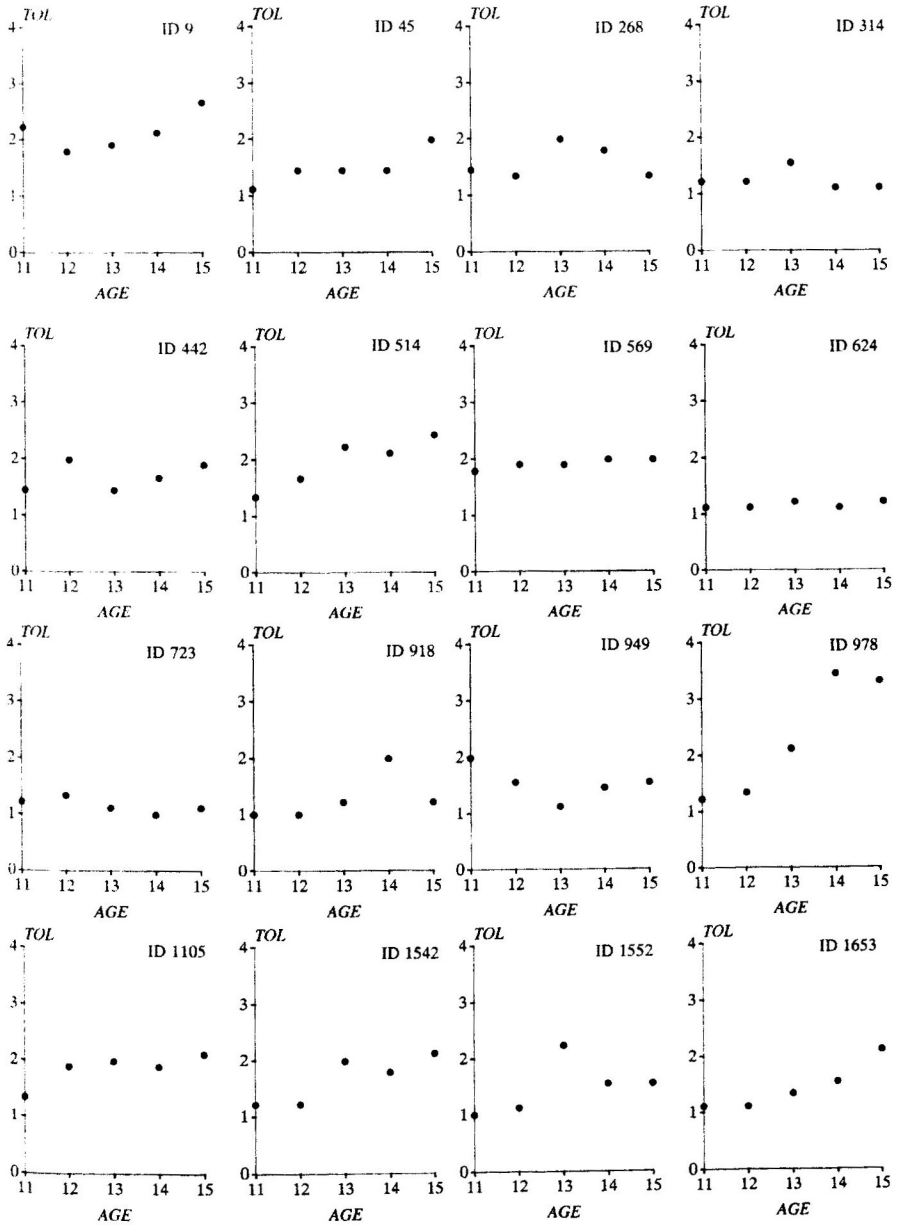 TOL TOL TOL TOL
4 ID 9 4 ID 45 4 ID 268 4 ID 314
3 3 3 3
2 2 2 2
1 1 1 1
0 0 0 0
11 12 13 14 15 11 12 13 14 15 11 12 13 14 15 11 12 13 14 15
AGE AGE AGE AGE
TOL TOL TOL TOL
4 ID 442 4 ID 514 4 ID 569 4 ID 624
3 3 3 3
2 2 2 2
1 1 1 1
0 0 0 0
11 12 13 14 15 11 12 13 14 15 11 12 13 14 15 11 12 13 14 15
AGE AGE AGE AGE
TOL TOL TOL TOL
4 ID 723 4 ID 918 4 ID 949 4 ID 978
3 3 3 3
2 2 2 2
1 1 1 1
0 0 0 0
11 12 13 14 15 11 12 13 14 15 11 12 13 14 15 11 12 13 14 15
AGE AGE AGE AGE
TOL TOL TOL TOL
4 ID 1105 4 ID 1542 4 ID 1552 4 ID 1653
3 3 3 3
2 2 2 2
1 1 1 1
0 0 0 0
11 12 13 14 15 11 12 13 14 15 11 12 13 14 15 11 12 13 14 15
AGE AGE AGE AGE